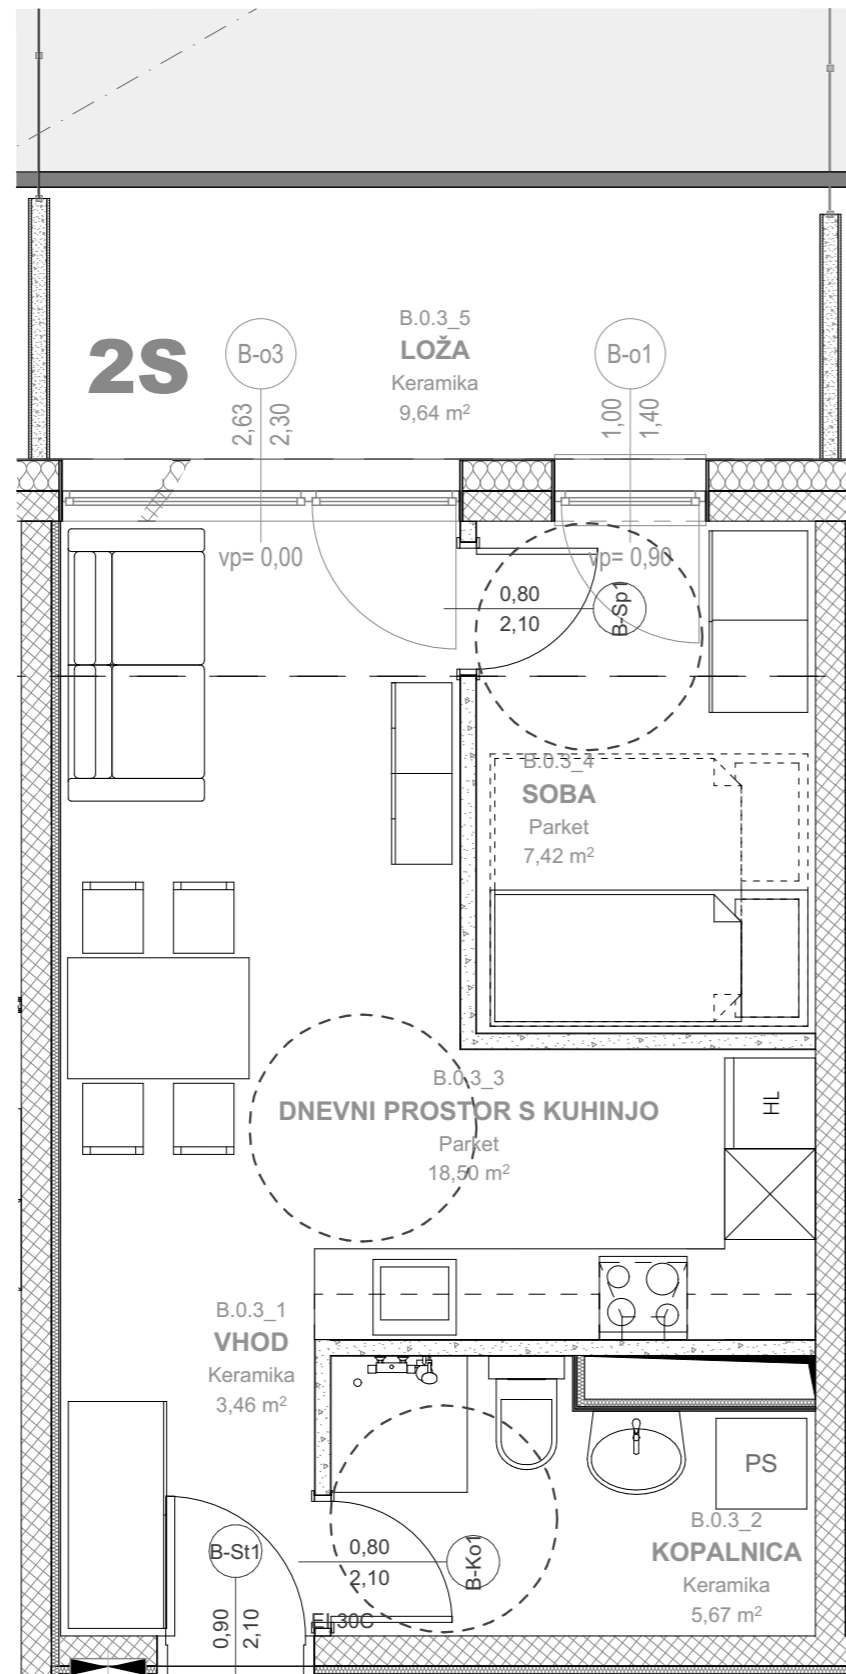 B.0.3_5
LOŽA
Keramika
9,64 m²
2S
B-o3
2,63
2,30
vp= 0,00
B-o1
1,00
1,40
vp= 0,90
0,80
2,10
B-Sp1
B.0.3_4
SOBA
Parket
7,42 m²
B.0.3_3
DNEVNI PROSTOR S KUHINJO
Parket
18,50 m²
HL
B.0.3_1
VHOD
Keramika
3,46 m²
PS
B.0.3_2
KOPALNICA
Keramika
5,67 m²
B-St1
0,90
2,10
0,80
2,10
B-Ko1
EI 30C